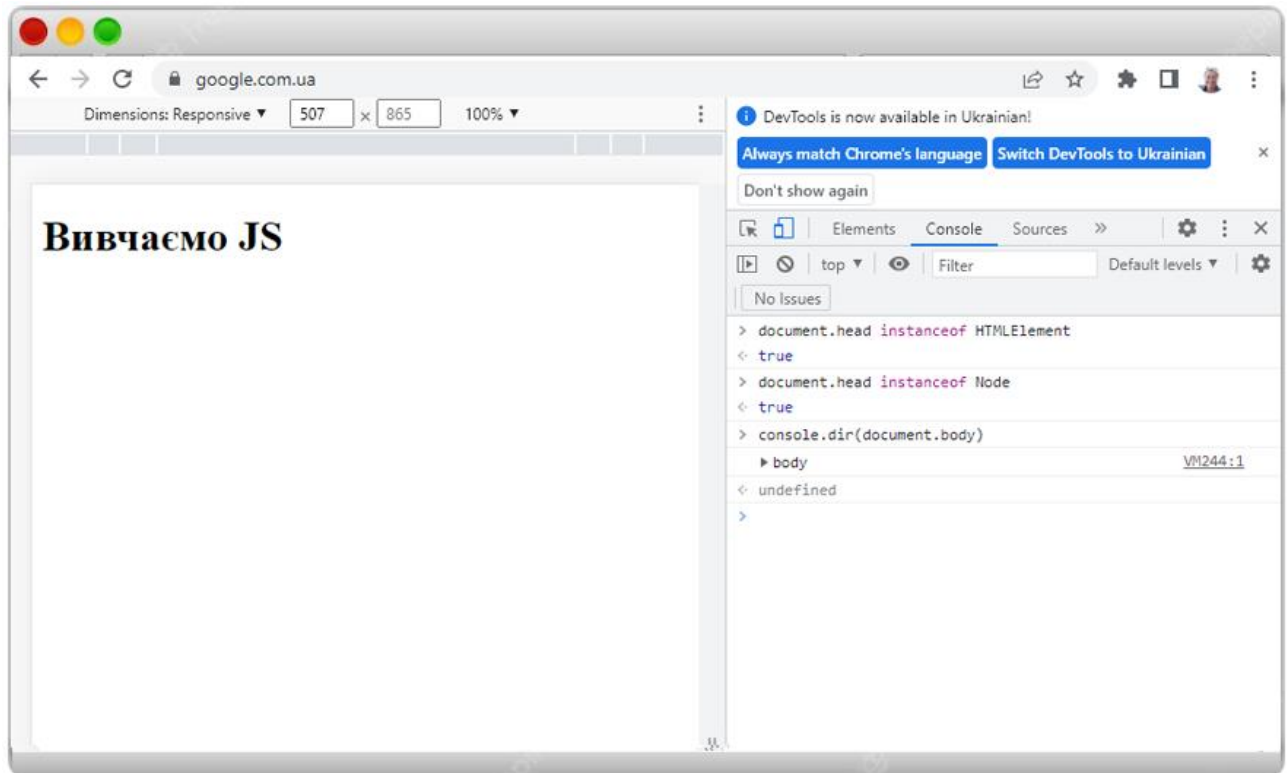 google.com.ua
Dimensions: Responsive ▼ 507 × 865 100% ▼
Вивчаємо JS
DevTools is now available in Ukrainian!
Always match Chrome's language Switch DevTools to Ukrainian
Don't show again
Elements Console Sources »
top ▼ Filter Default levels ▼
No Issues
> document.head instanceof HTMLElement
true
> document.head instanceof Node
true
> console.dir(document.body)
▶ body VM244:1
undefined
>